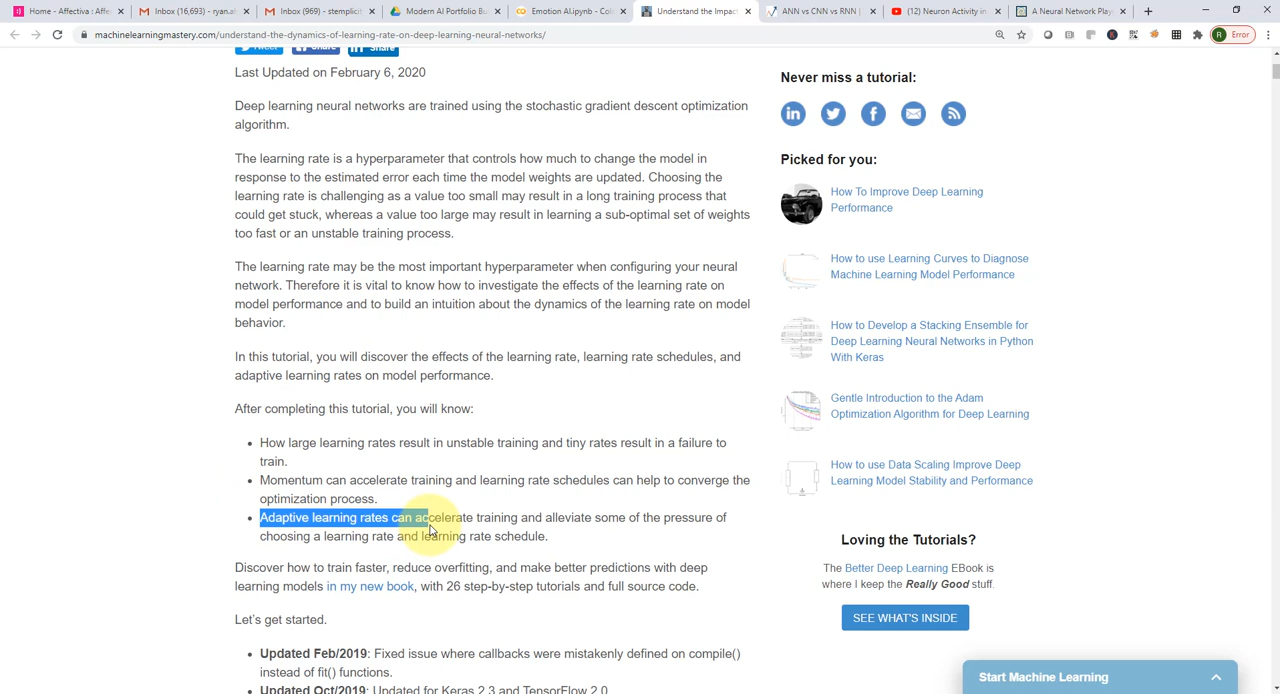 Home - Affectiva : Affec
Inbox (16,693) - ryan.af
Inbox (969) - stemplicit
Modern AI Portfolio Bu
Emotion AI.ipynb - Col
Understand the Impact
ANN vs CNN vs RNN |
(12) Neuron Activity in
A Neural Network Play
machinelearningmastery.com/understand-the-dynamics-of-learning-rate-on-deep-learning-neural-networks/
R Error
Tweet
Share
Share
Last Updated on February 6, 2020
Deep learning neural networks are trained using the stochastic gradient descent optimization
algorithm.
The learning rate is a hyperparameter that controls how much to change the model in
response to the estimated error each time the model weights are updated. Choosing the
learning rate is challenging as a value too small may result in a long training process that
could get stuck, whereas a value too large may result in learning a sub-optimal set of weights
too fast or an unstable training process.
The learning rate may be the most important hyperparameter when configuring your neural
network. Therefore it is vital to know how to investigate the effects of the learning rate on
model performance and to build an intuition about the dynamics of the learning rate on model
behavior.
In this tutorial, you will discover the effects of the learning rate, learning rate schedules, and
adaptive learning rates on model performance.
After completing this tutorial, you will know:
• How large learning rates result in unstable training and tiny rates result in a failure to
train.
• Momentum can accelerate training and learning rate schedules can help to converge the
optimization process.
• Adaptive learning rates can accelerate training and alleviate some of the pressure of
choosing a learning rate and learning rate schedule.
Discover how to train faster, reduce overfitting, and make better predictions with deep
learning models in my new book, with 26 step-by-step tutorials and full source code.
Let's get started.
• Updated Feb/2019: Fixed issue where callbacks were mistakenly defined on compile()
instead of fit() functions.
• Updated Oct/2019: Updated for Keras 2.3 and TensorFlow 2.0
Never miss a tutorial:
Picked for you:
How To Improve Deep Learning
Performance
How to use Learning Curves to Diagnose
Machine Learning Model Performance
How to Develop a Stacking Ensemble for
Deep Learning Neural Networks in Python
With Keras
Gentle Introduction to the Adam
Optimization Algorithm for Deep Learning
How to use Data Scaling Improve Deep
Learning Model Stability and Performance
Loving the Tutorials?
The Better Deep Learning EBook is
where I keep the Really Good stuff.
SEE WHAT'S INSIDE
Start Machine Learning